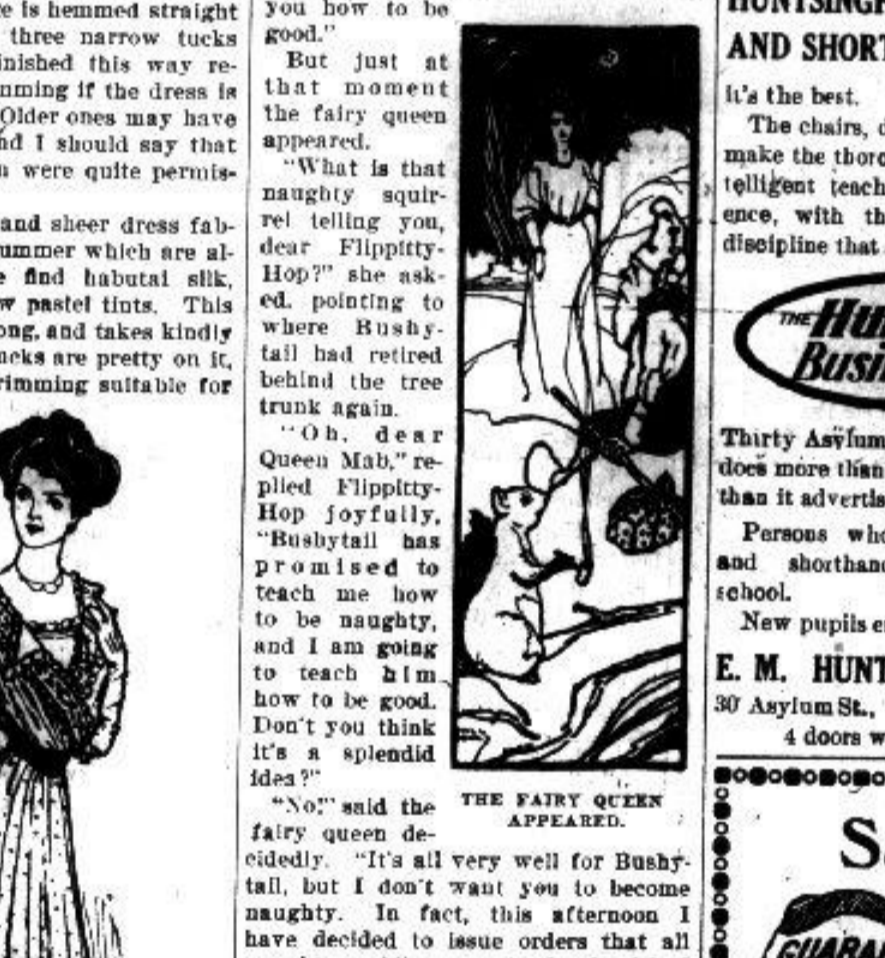 e is hemmed straight
three narrow tucks
inished this way re-
mming if the dress is
Older ones may have
nd I should say that
n were quite permis-
and sheer dress fab-
ummer which are al-
e find habutai silk,
w pastel tints. This
ong, and takes kindly
ucks are pretty on it,
rimming suitable for
you how to be
good."
But just at
that moment
the fairy queen
appeared.
"What is that
naughty squir-
rel telling you,
dear Flippitty-
Hop?" she ask-
ed, pointing to
where Bushy-
tail had retired
behind the tree
trunk again.
"Oh, dear
Queen Mab," re-
plied Flippitty-
Hop joyfully,
"Bushytail has
promised to
teach me how
to be naughty,
and I am going
to teach him
how to be good.
Don't you think
it's a splendid
idea?"
"No!" said the
fairy queen de-
cidedly. "It's all very well for Bushy-
tail, but I don't want you to become
naughty. In fact, this afternoon I
have decided to issue orders that all
THE FAIRY QUEEN
APPEARED.
HUNTSINGE
AND SHORT
it's the best.
The chairs,
make the thoro
telligent teach
ence, with th
discipline that
THE Hu
Busi
Thirty Asylum
does more than
than it advertis
Persons who
and shorthand
school.
New pupils e
E. M. HUNT
30 Asylum St.,
4 doors w
S
GUARA